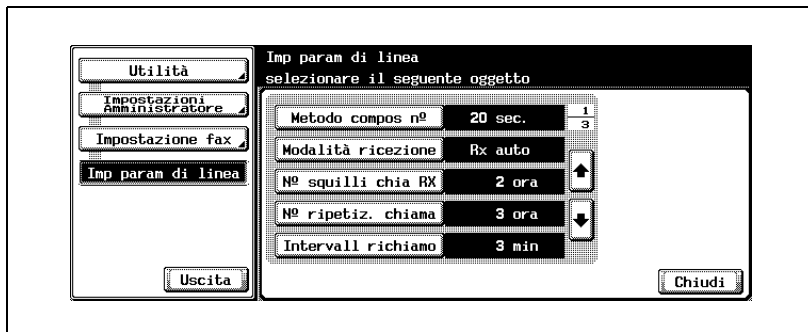 Utilità
Impostazioni
Amministratore
Impostazione fax
Imp param di linea
Uscita
Imp param di linea
selezionare il seguente oggetto
Metodo compos nº 20 sec.
Modalità ricezione Rx auto
Nº squilli chia RX 2 ora
Nº ripetiz. chiama 3 ora
Intervall richiamo 3 min
1
3
Chiudi